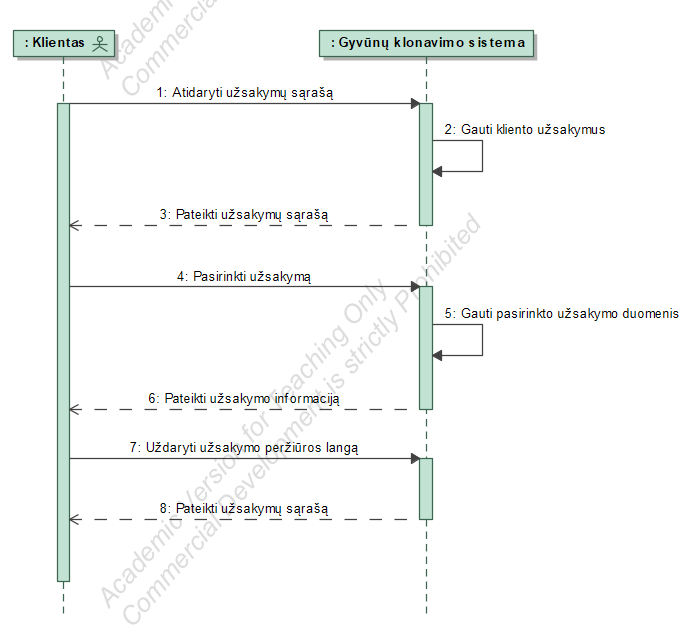 Academic
Commercial
: Klientas
: Gyvūnų klonavimo sistema
1: Atidaryti užsakymų sąrašą
2: Gauti kliento užsakymus
3: Pateikti užsakymų sąrašą
4: Pasirinkti užsakymą
5: Gauti pasirinkto užsakymo duomenis
6: Pateikti užsakymo informaciją
7: Uždaryti užsakymo peržiūros langą
8: Pateikti užsakymų sąrašą
Academic Version for Teaching Only
Commercial Development is strictly Prohibited